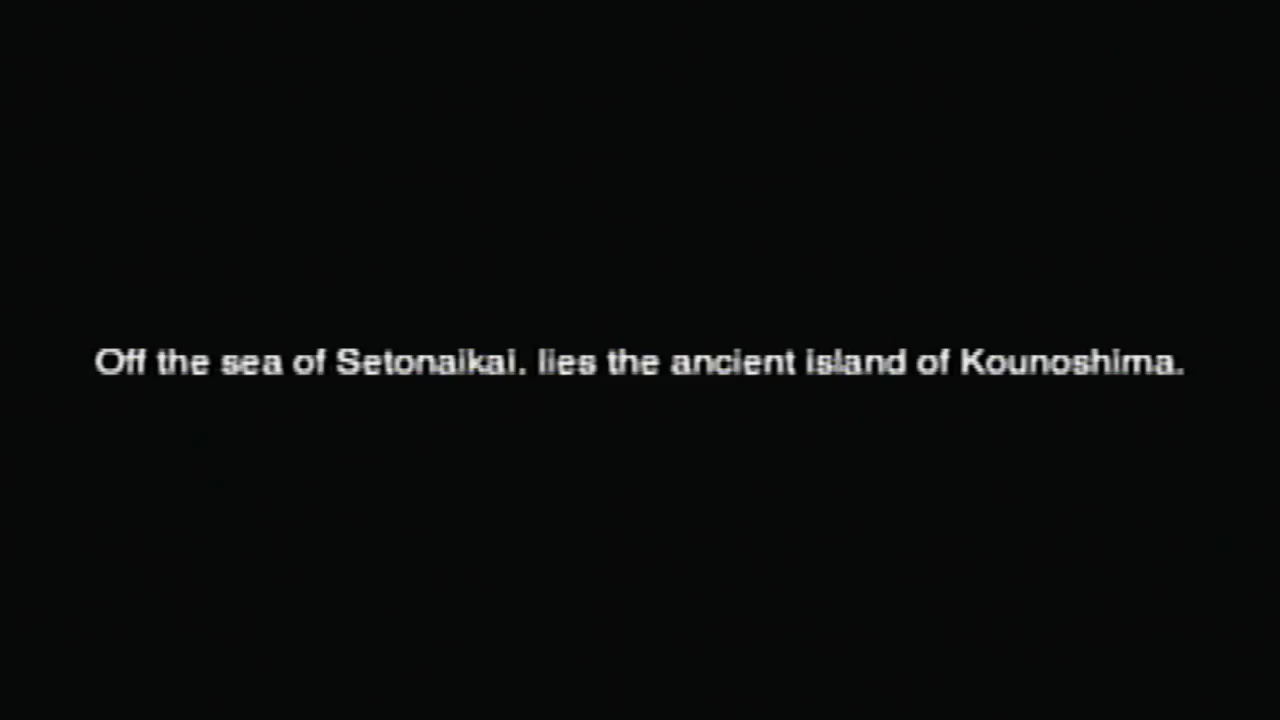 Off the sea of Setonaikai. lies the ancient island of Kounoshima.